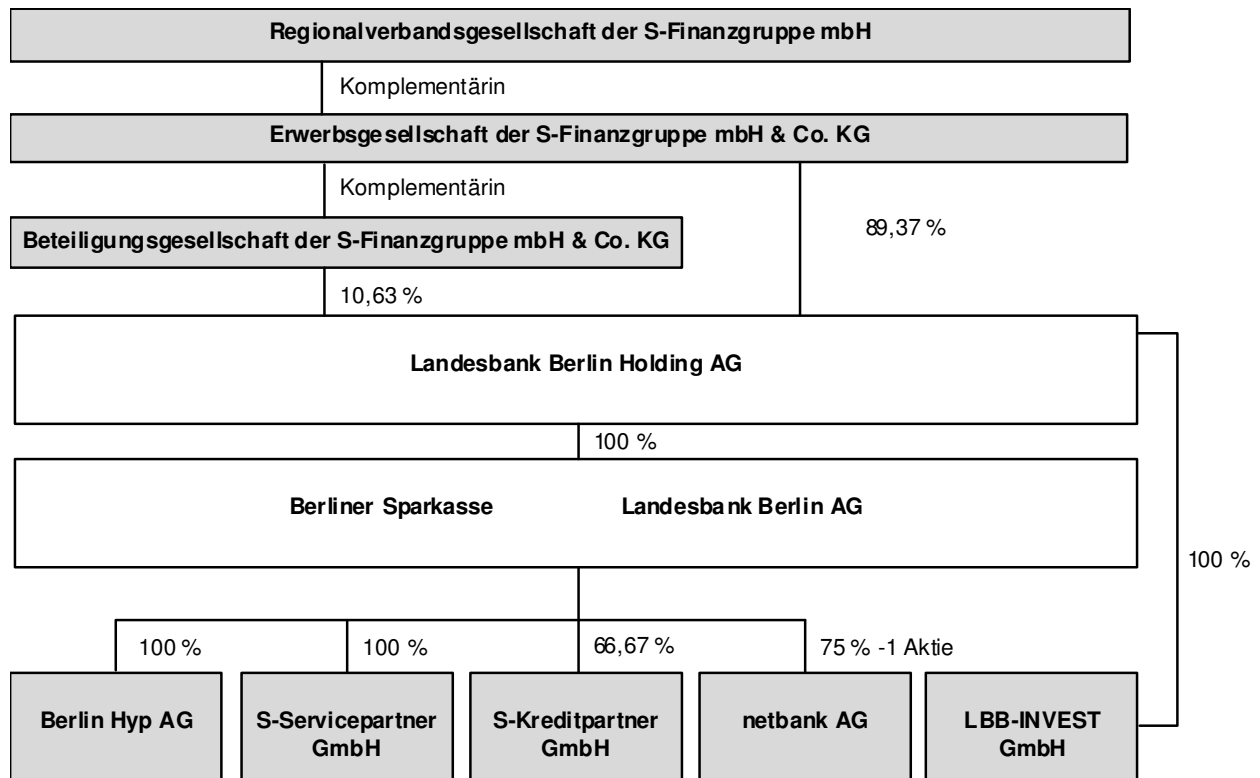 Regionalverbandsgesellschaft der S-Finanzgruppe mbH
Komplementärin
Erwerbsgesellschaft der S-Finanzgruppe mbH & Co. KG
Komplementärin
89,37 %
Beteiligungsgesellschaft der S-Finanzgruppe mbH & Co. KG
10,63 %
Landesbank Berlin Holding AG
100 %
Berliner Sparkasse Landesbank Berlin AG
100 %
100 % 100 % 66,67 % 75 % -1 Aktie
Berlin Hyp AG
S-Servicepartner
GmbH
S-Kreditpartner
GmbH
netbank AG
LBB-INVEST
GmbH